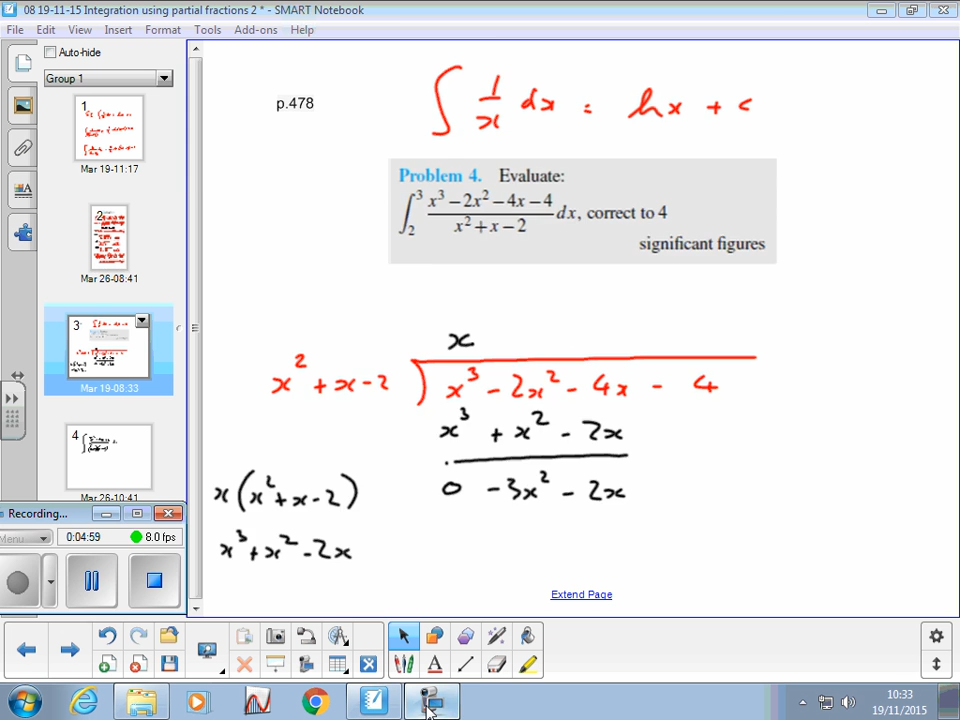 08 19-11-15 Integration using partial fractions 2 * - SMART Notebook
File Edit View Insert Format Tools Add-ons Help
Auto-hide
Group 1
1
Mar 19-11:17
2
Mar 26-08:41
3
Mar 19-08:33
4
Mar 26-10:41
p.478
∫ 1/x dx = ln x + c
Problem 4. Evaluate:
∫₂³ (x³ − 2x² − 4x − 4)/(x² + x − 2) dx, correct to 4
significant figures
x
x² + x − 2 ) x³ − 2x² − 4x − 4
x³ + x² − 2x
0 − 3x² − 2x
x(x² + x − 2)
x³ + x² − 2x
Extend Page
Recording...
Menu
0:04:59
8.0 fps
10:33
19/11/2015